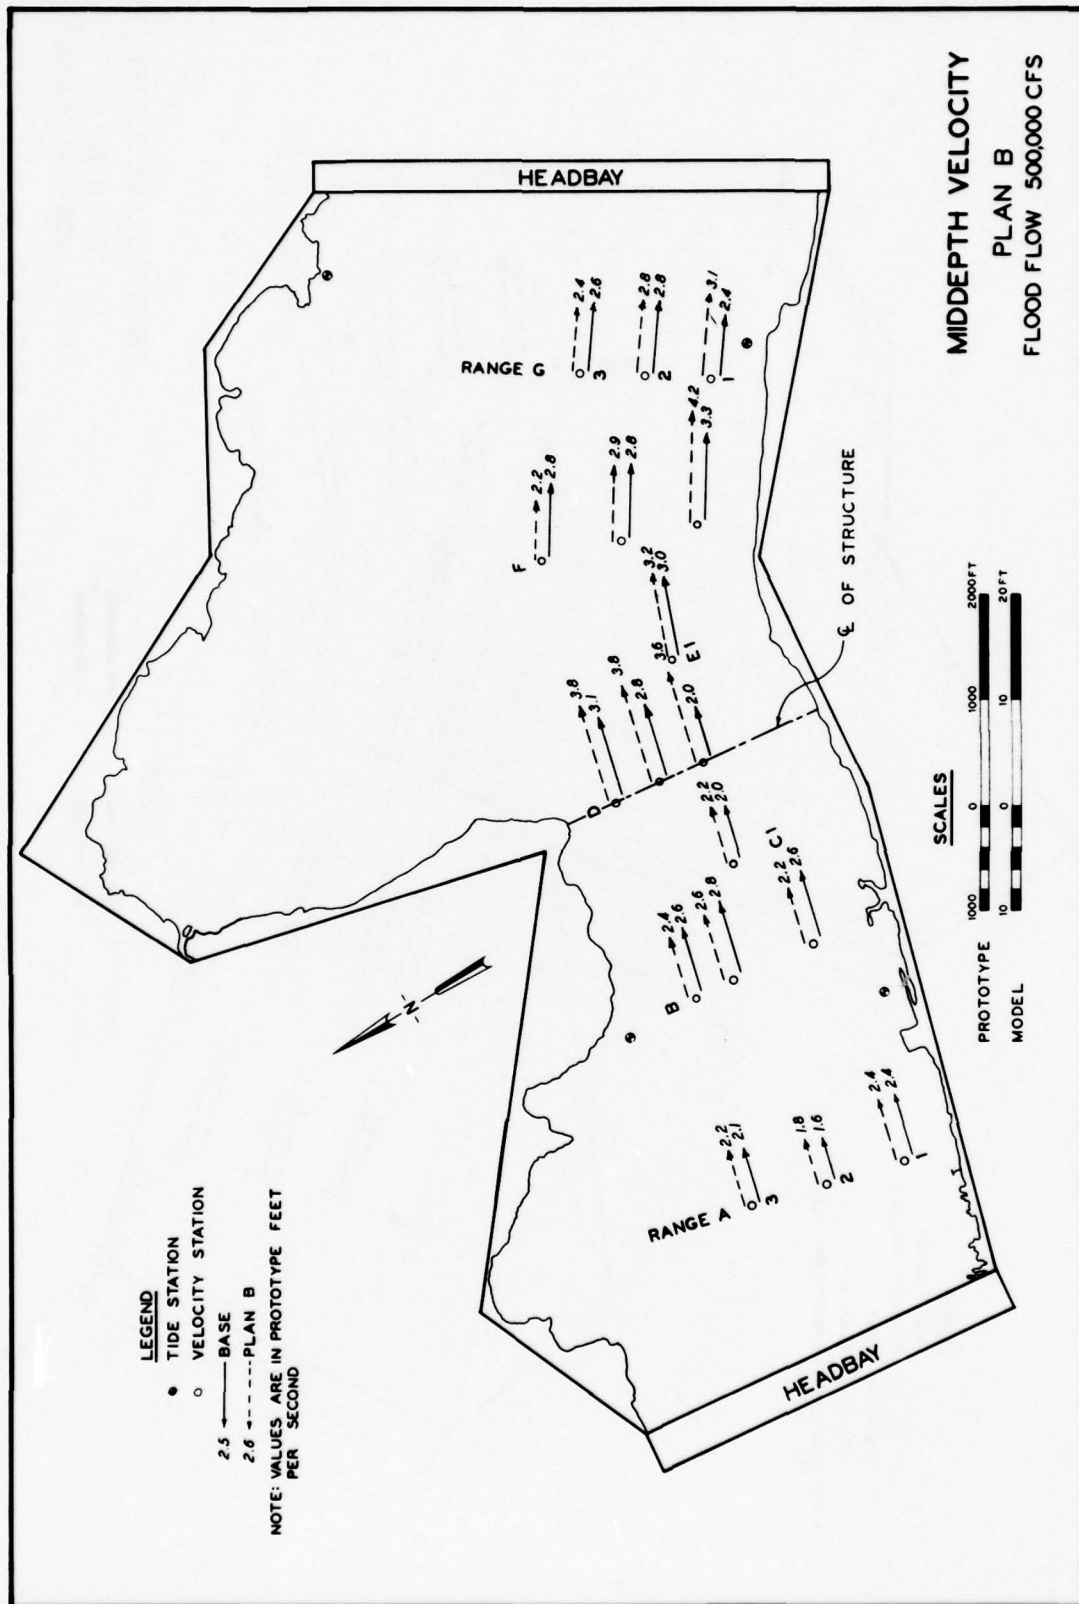 HEADBAY
MIDDEPTH VELOCITY
PLAN B
FLOOD FLOW 500,000 CFS
RANGE G
2.4
2.6
3
2.8
2.8
2
3.1
2.4
1
F
2.2
2.8
2.9
2.8
4.2
3.3
3.2
3.0
E1
D
3.8
3.1
3.8
2.8
3.6
2.0
℄ OF STRUCTURE
2.2
2.0
C1
2.2
2.6
B
2.4
2.6
2.6
2.8
N
RANGE A
2.2
2.1
3
1.8
1.6
2
2.4
2.4
1
SCALES
PROTOTYPE 1000 0 1000 2000 FT
MODEL 10 0 10 20 FT
LEGEND
TIDE STATION
VELOCITY STATION
2.5 BASE
2.6 PLAN B
NOTE: VALUES ARE IN PROTOTYPE FEET
PER SECOND
HEADBAY